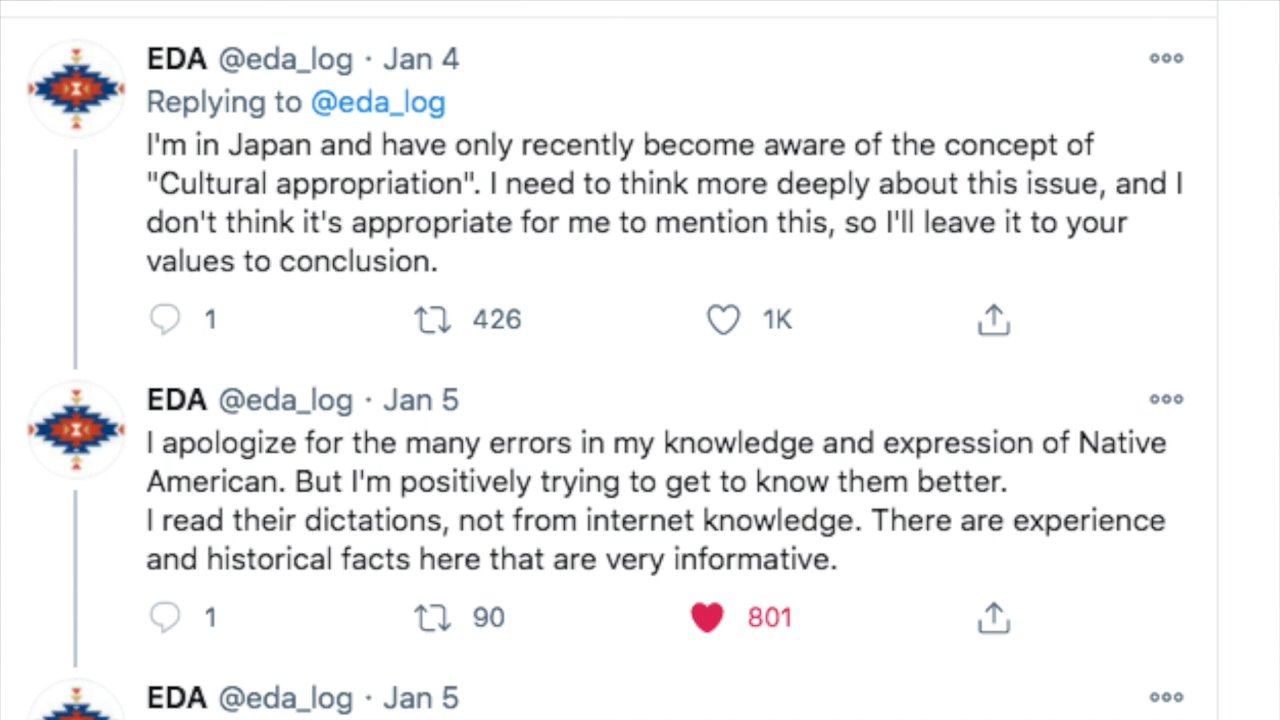 EDA @eda_log · Jan 4
Replying to @eda_log
I'm in Japan and have only recently become aware of the concept of
"Cultural appropriation". I need to think more deeply about this issue, and I
don't think it's appropriate for me to mention this, so I'll leave it to your
values to conclusion.
1 426 1K
EDA @eda_log · Jan 5
I apologize for the many errors in my knowledge and expression of Native
American. But I'm positively trying to get to know them better.
I read their dictations, not from internet knowledge. There are experience
and historical facts here that are very informative.
1 90 801
EDA @eda_log · Jan 5